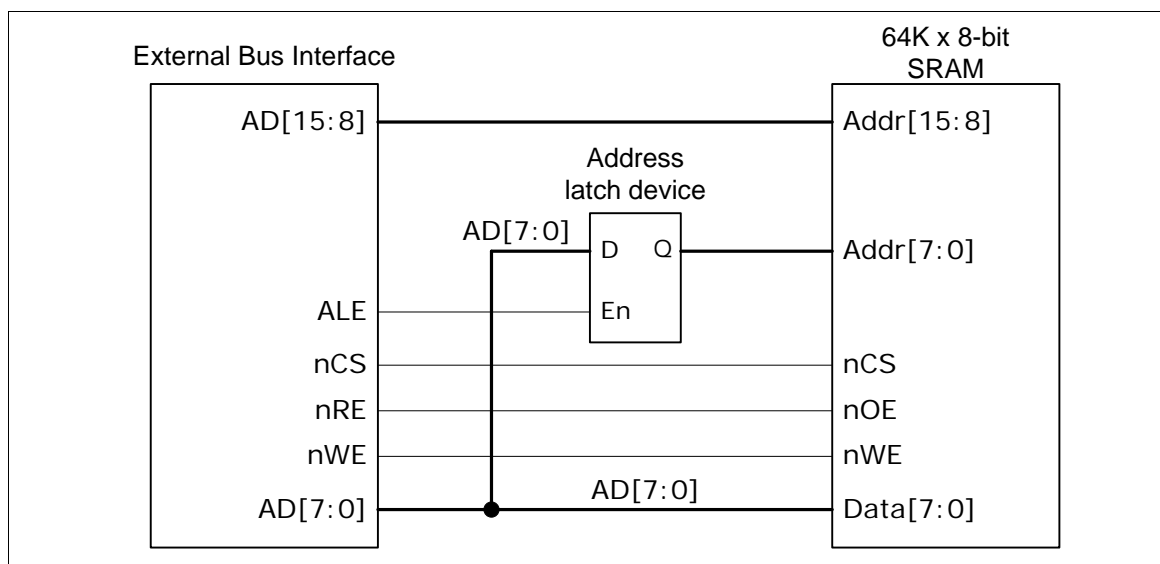 External Bus Interface
64K x 8-bit
SRAM
AD[15:8]
Addr[15:8]
Address
latch device
AD[7:0]
D
Q
Addr[7:0]
ALE
En
nCS
nCS
nRE
nOE
nWE
nWE
AD[7:0]
AD[7:0]
Data[7:0]